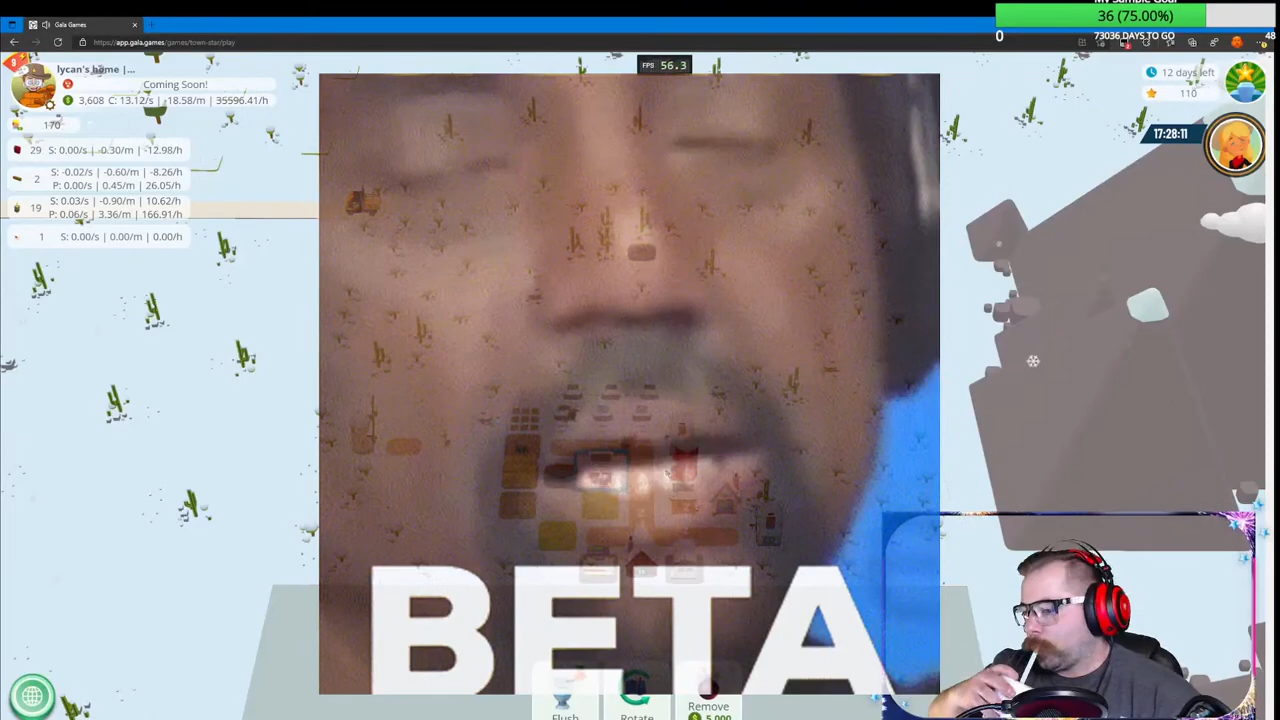 Gala Games
My Sample Goal
36 (75.00%)
0
73036 DAYS TO GO
48
https://app.gala.games/games/town-star/play
FPS 56.3
9
lycan's home |...
Coming Soon!
3,608 C: 13.12/s | -18.58/m | 35596.41/h
170
29 S: 0.00/s | -0.30/m | -12.98/h
2 S: -0.02/s | -0.60/m | -8.26/h
P: 0.00/s | 0.45/m | 26.05/h
19 S: 0.03/s | -0.90/m | 10.62/h
P: 0.06/s | 3.36/m | 166.91/h
1 S: 0.00/s | 0.00/m | 0.00/h
12 days left
110
17:28:11
BETA
Flush
Rotate
Remove
5,000